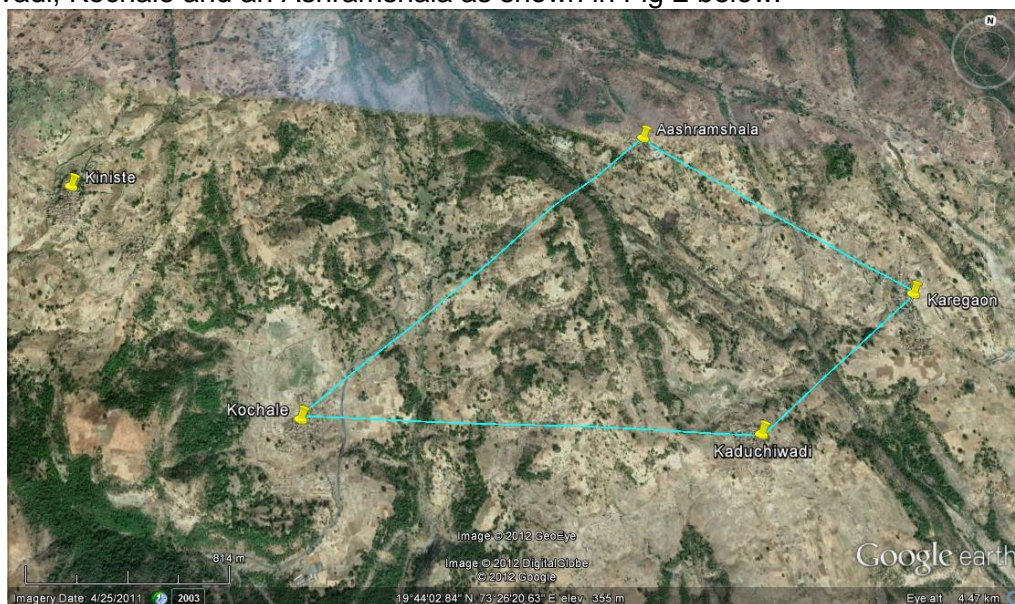 vadi, Kochale and an Ashramshala as shown in Fig 2 below.
N
Aashramshala
Kiniste
Karegaon
Kochale
Kaduchiwadi
Image © 2012 GeoEye
814 m
Image © 2012 DigitalGlobe
© 2012 Google
Google earth
Imagery Date: 4/25/2011 2003 19°44'02.84" N 73°26'20.63" E elev 355 m Eye alt 4.47 km